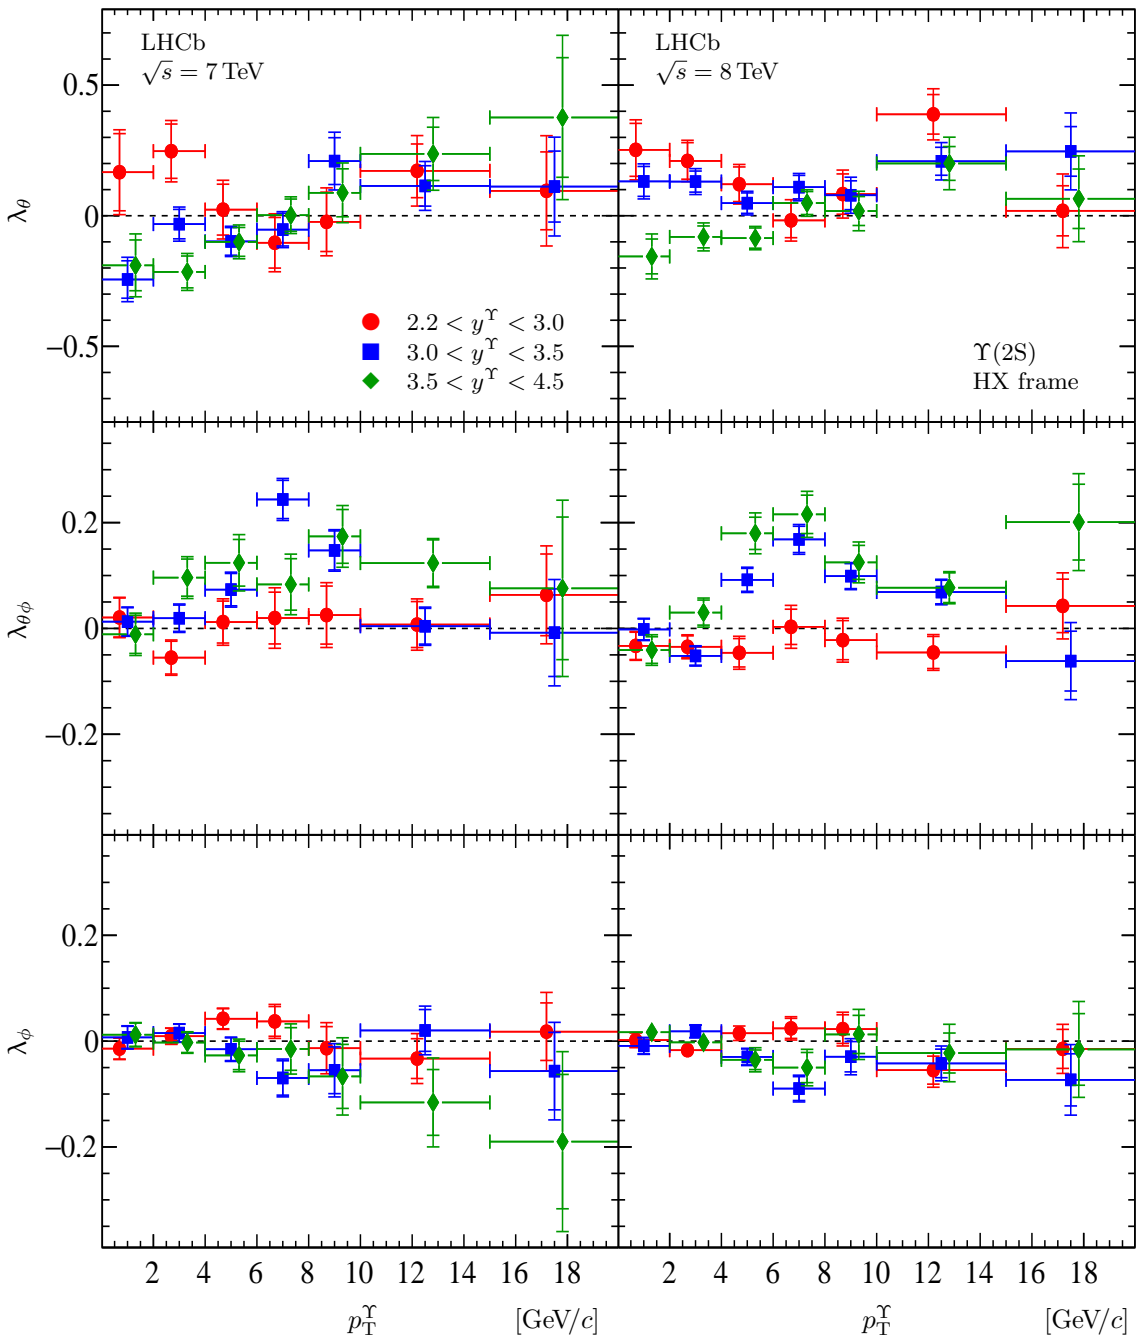 LHCb
√s = 7 TeV
LHCb
√s = 8 TeV
0.5
0
−0.5
λθ
2.2 < y^Υ < 3.0
3.0 < y^Υ < 3.5
3.5 < y^Υ < 4.5
Υ(2S)
HX frame
0.2
0
−0.2
λθϕ
0.2
0
−0.2
λϕ
2 4 6 8 10 12 14 16 18 2 4 6 8 10 12 14 16 18
p_T^Υ [GeV/c] p_T^Υ [GeV/c]